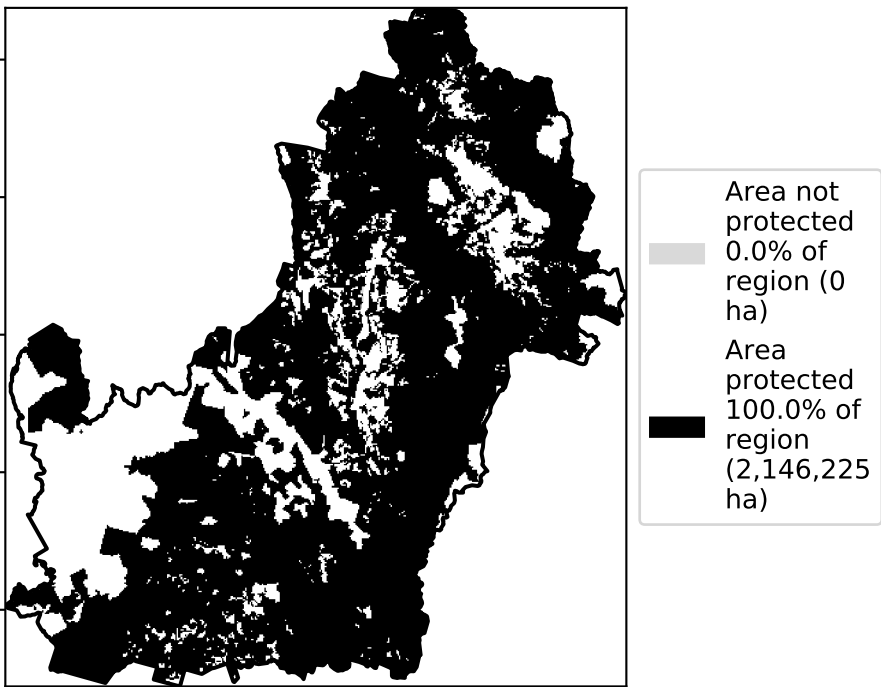 Area not
protected
0.0% of
region (0
ha)
Area
protected
100.0% of
region
(2,146,225
ha)